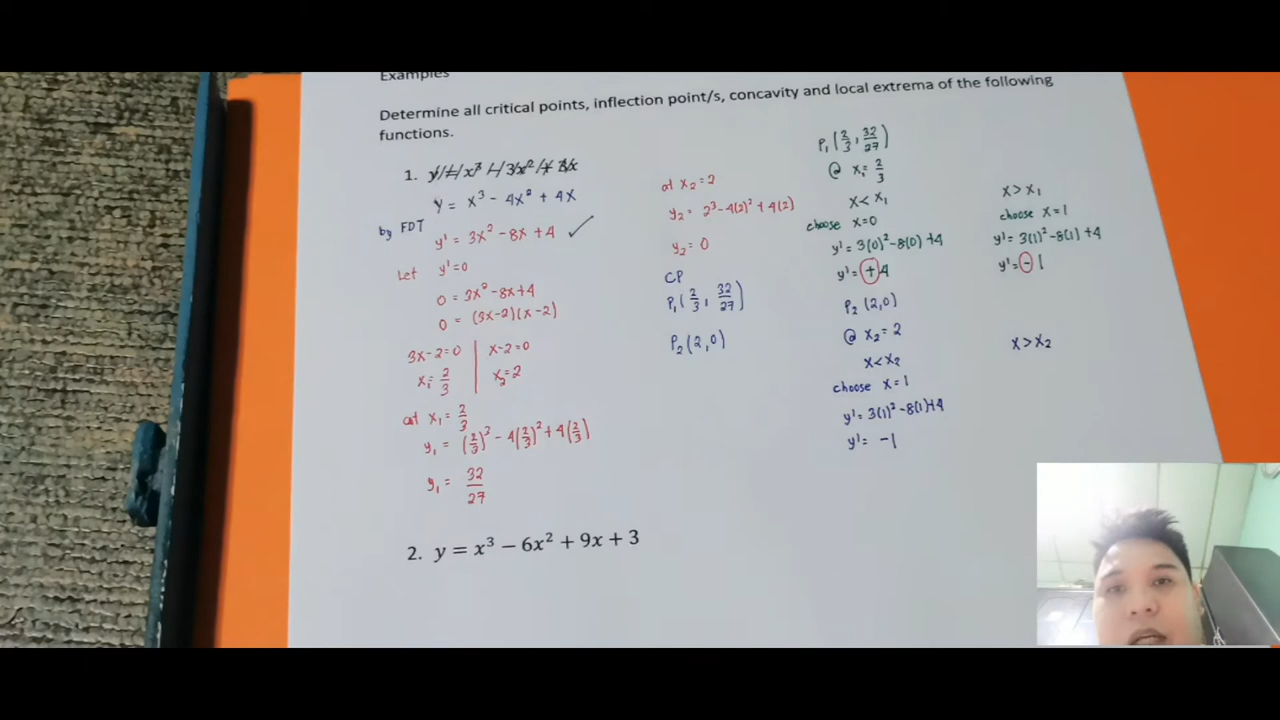 Examples
Determine all critical points, inflection point/s, concavity and local extrema of the following
functions.
1.
y = x³ - 4x² + 4x
by FDT
y' = 3x² - 8x + 4 ✓
Let y' = 0
0 = 3x² - 8x + 4
0 = (3x-2)(x-2)
3x-2=0 | x-2=0
x₁ = 2/3 | x₂ = 2
at x₁ = 2/3
y₁ = (2/3)³ - 4(2/3)² + 4(2/3)
y₁ = 32/27
at x₂ = 2
y₂ = 2³ - 4(2)² + 4(2)
y₂ = 0
CP
P₁(2/3, 32/27)
P₂(2,0)
P₁(2/3, 32/27)
@ x₁ = 2/3
x < x₁
choose x=0
y' = 3(0)² - 8(0) + 4
y' = + 4
x > x₁
choose x=1
y' = 3(1)² - 8(1) + 4
y' = - 1
P₂ (2,0)
@ x₂ = 2
x < x₂
choose x=1
y' = 3(1)² - 8(1) + 4
y' = -1
x > x₂
2. y = x³ − 6x² + 9x + 3